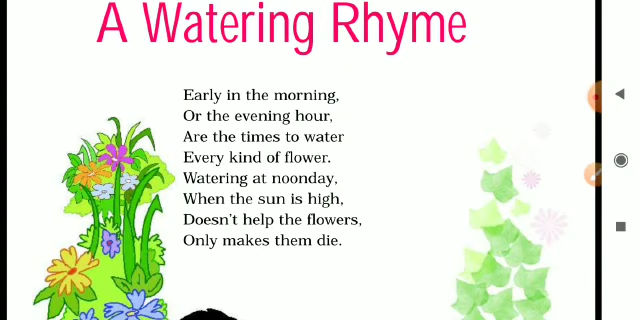 A Watering Rhyme
Early in the morning,
Or the evening hour,
Are the times to water
Every kind of flower.
Watering at noonday,
When the sun is high,
Doesn't help the flowers,
Only makes them die.